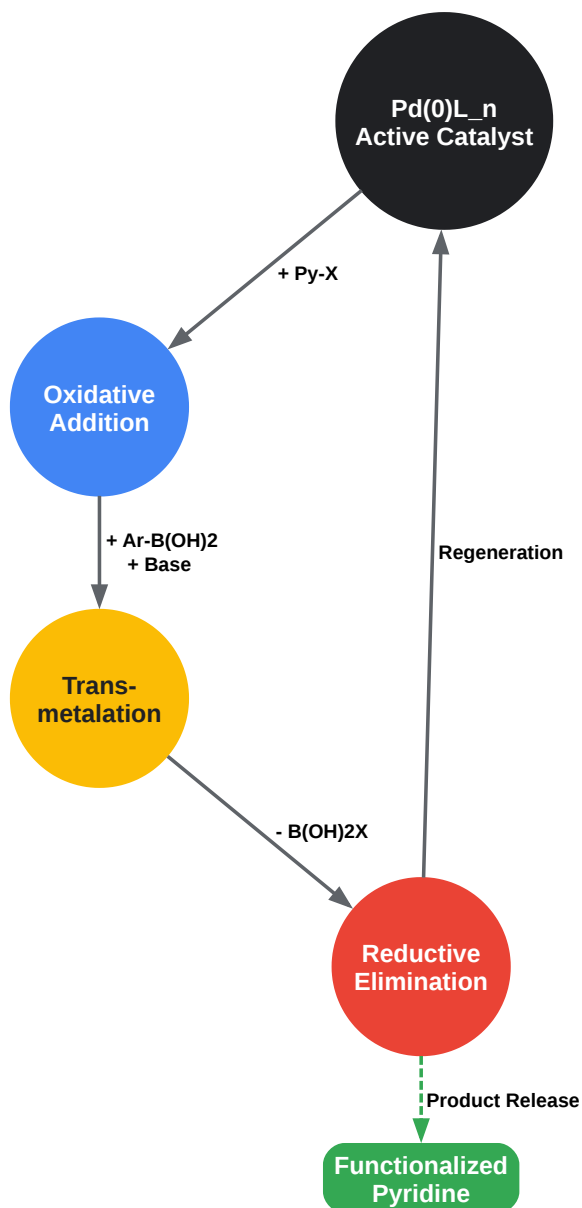 Pd(0)L_n
Active Catalyst
+ Py-X
Oxidative
Addition
+ Ar-B(OH)2
+ Base
Regeneration
Trans-
metalation
- B(OH)2X
Reductive
Elimination
Product Release
Functionalized
Pyridine